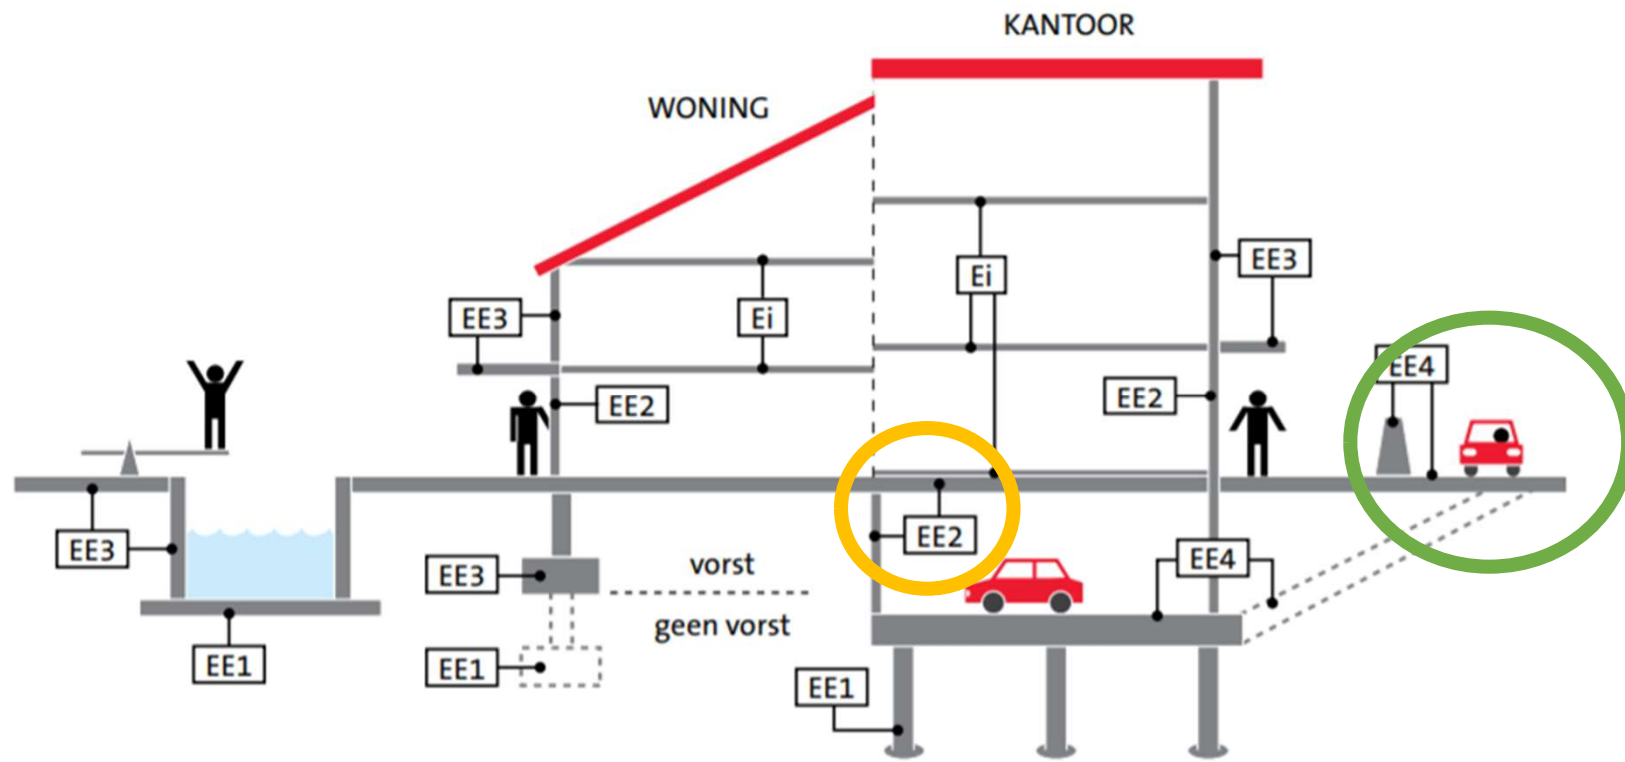 KANTOOR
WONING
EE3
Ei
Ei
EE3
EE2
EE2
EE4
EE3
EE3
vorst
geen vorst
EE2
EE4
EE1
EE1
EE1